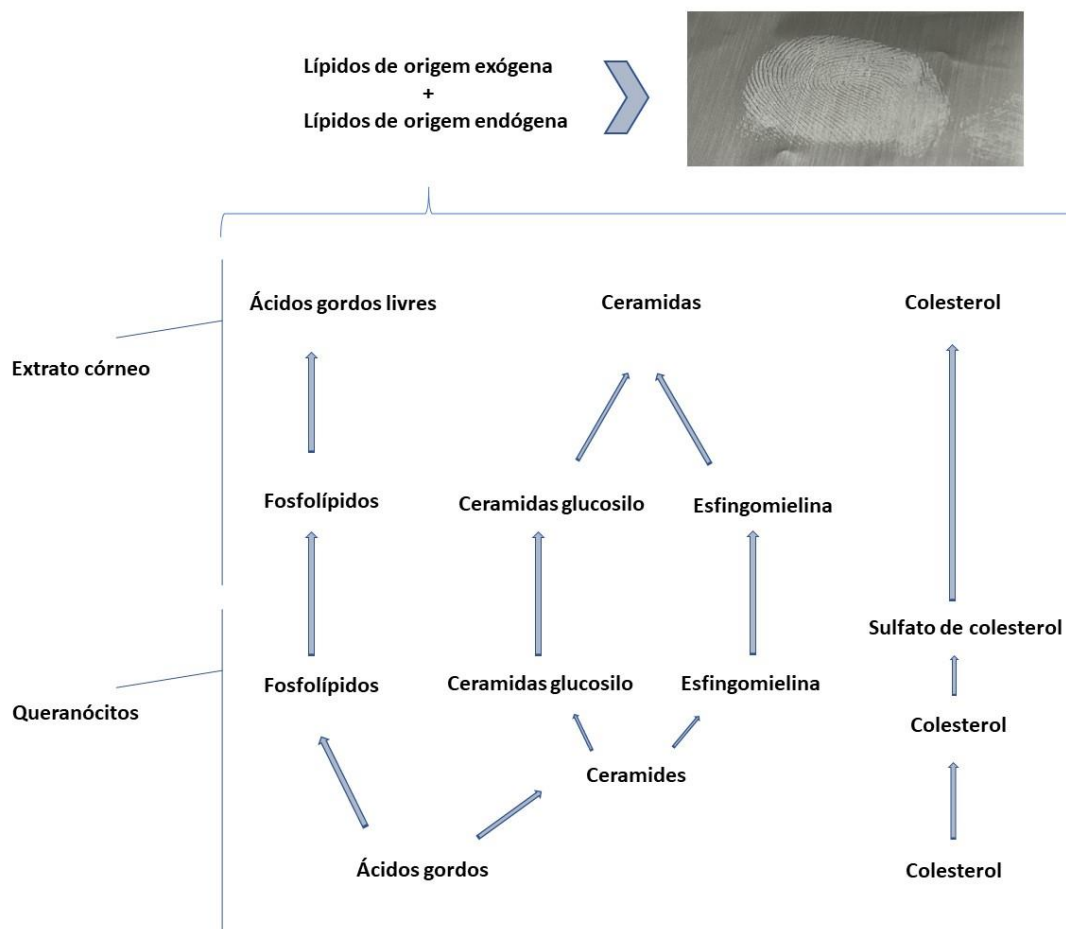 Lípidos de origem exógena
+
Lípidos de origem endógena
Ácidos gordos livres
Ceramidas
Colesterol
Extrato córneo
Fosfolípidos
Ceramidas glucosilo
Esfingomielina
Sulfato de colesterol
Queranócitos
Fosfolípidos
Ceramidas glucosilo
Esfingomielina
Colesterol
Ceramides
Ácidos gordos
Colesterol